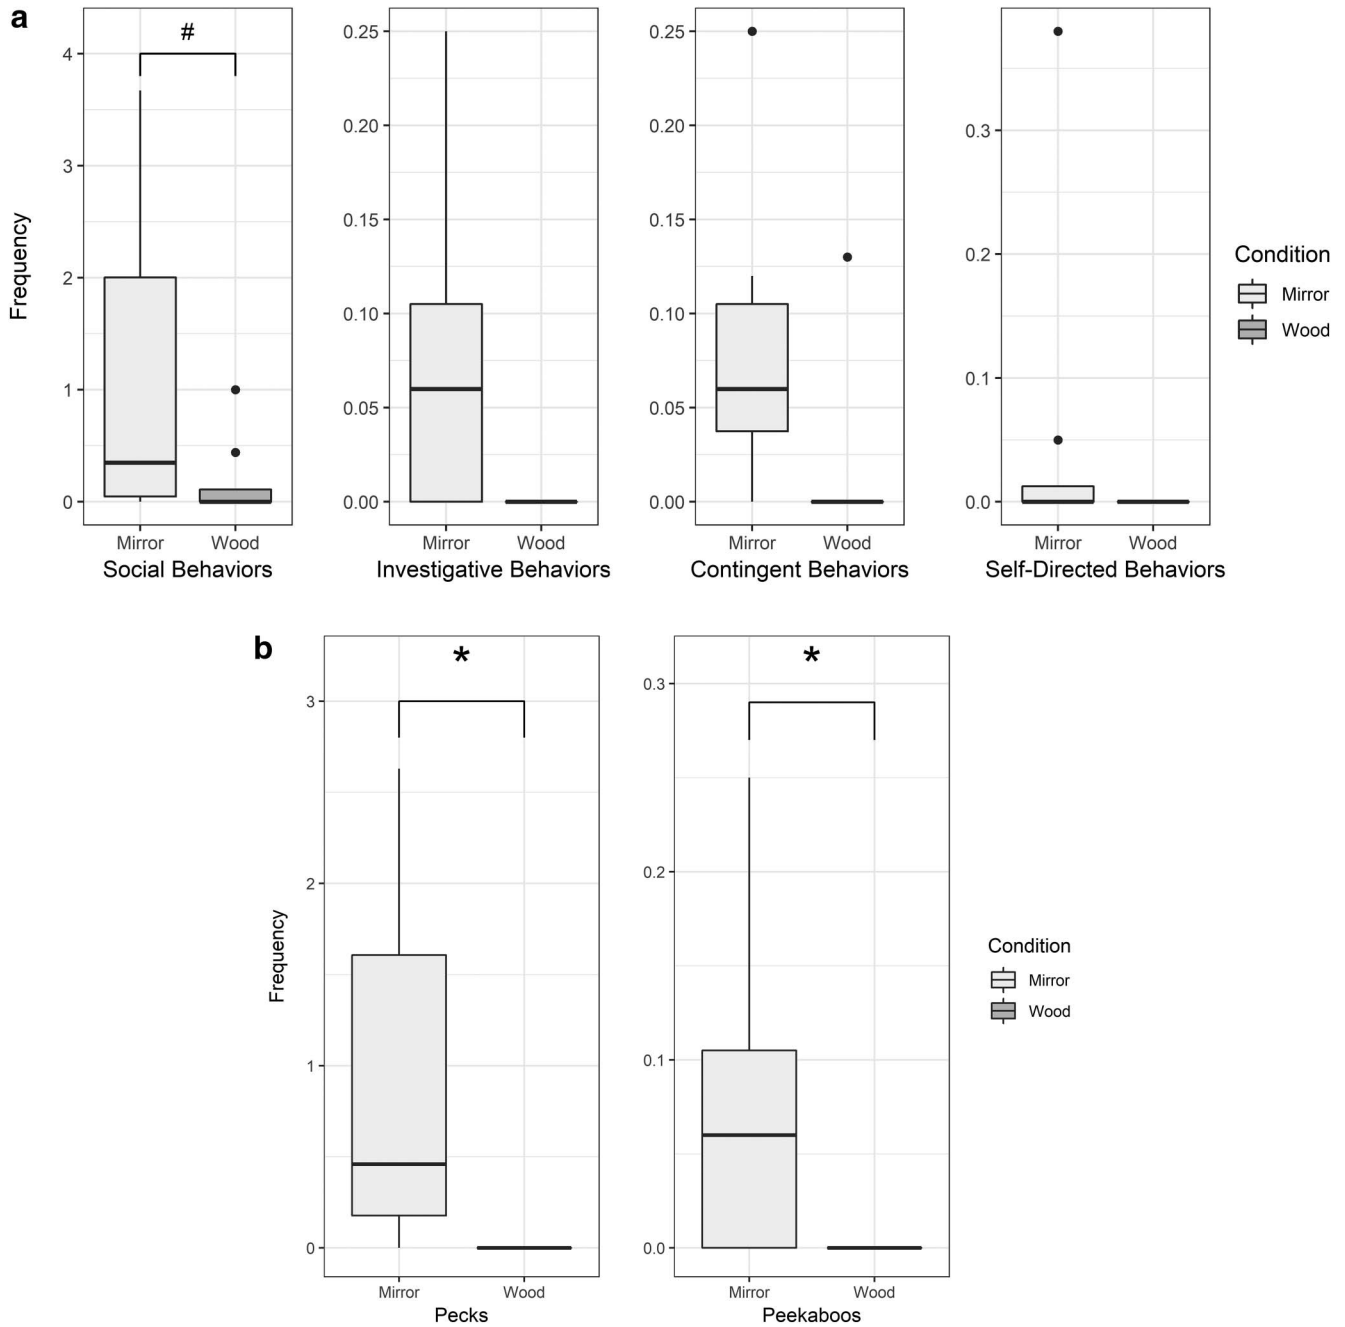 a
#
Frequency
4
3
2
1
0
Mirror Wood
Social Behaviors
0.25
0.20
0.15
0.10
0.05
0.00
Mirror Wood
Investigative Behaviors
0.25
0.20
0.15
0.10
0.05
0.00
Mirror Wood
Contingent Behaviors
0.3
0.2
0.1
0.0
Mirror Wood
Self-Directed Behaviors
Condition
Mirror
Wood
b
*
Frequency
3
2
1
0
Mirror Wood
Pecks
*
0.3
0.2
0.1
0.0
Mirror Wood
Peekaboos
Condition
Mirror
Wood